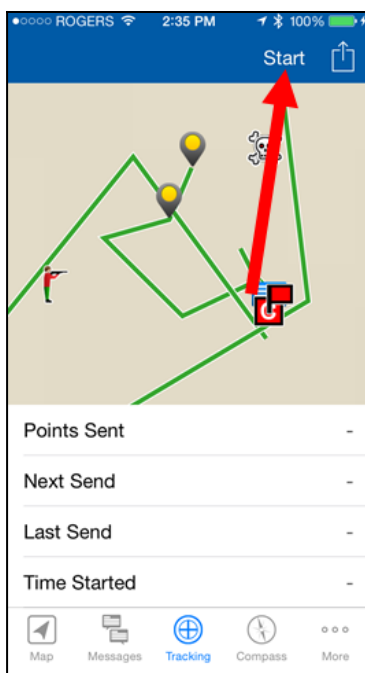 ROGERS 2:35 PM 100%
Start
Points Sent -
Next Send -
Last Send -
Time Started -
Map Messages Tracking Compass More